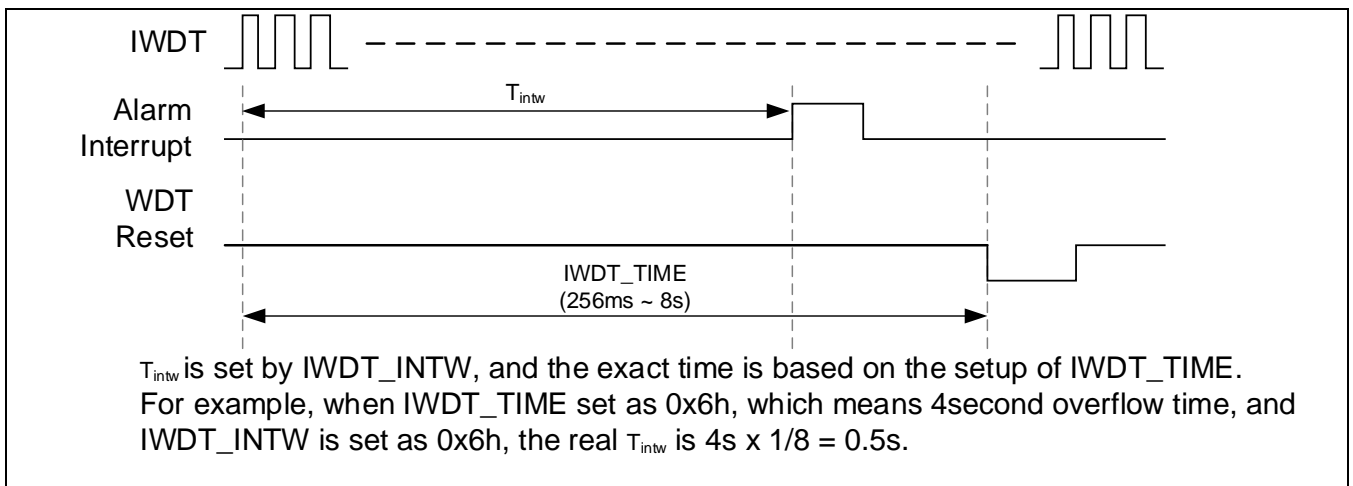 IWDT
Tintw
Alarm
Interrupt
WDT
Reset
IWDT_TIME
(256ms ~ 8s)
Tintw is set by IWDT_INTW, and the exact time is based on the setup of IWDT_TIME.
For example, when IWDT_TIME set as 0x6h, which means 4second overflow time, and
IWDT_INTW is set as 0x6h, the real Tintw is 4s x 1/8 = 0.5s.